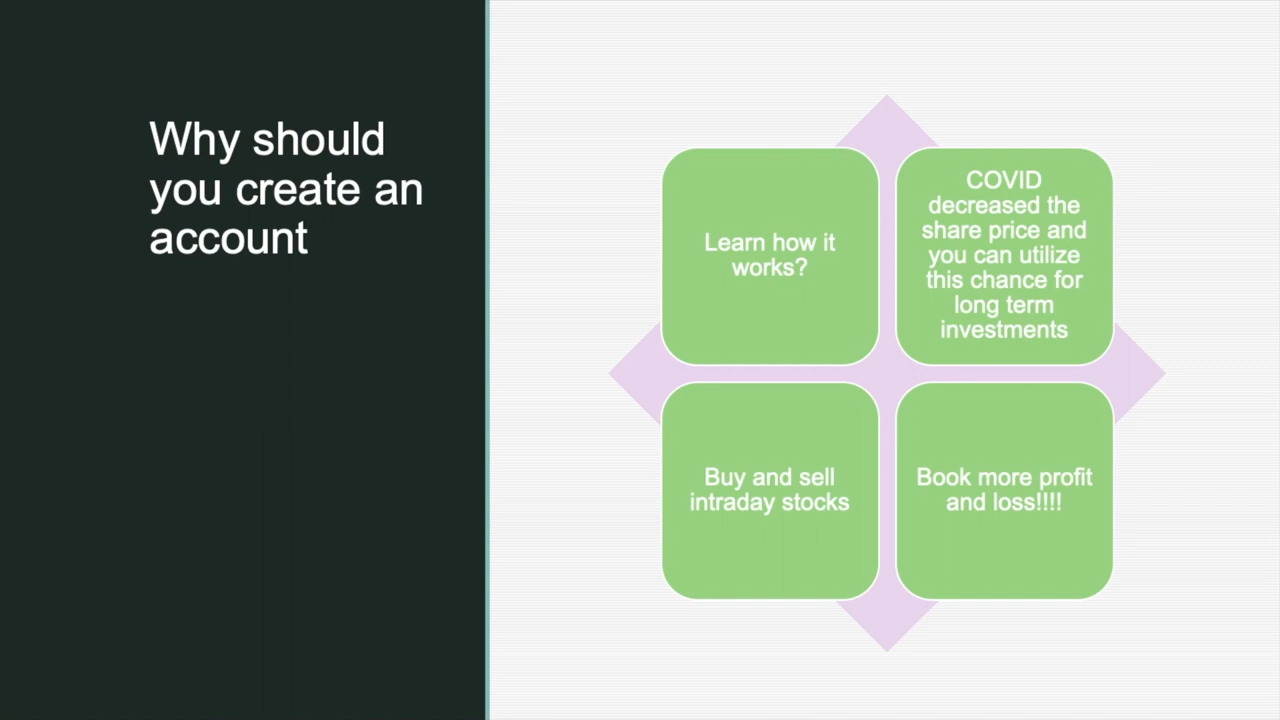 Why should
you create an
account
Learn how it
works?
COVID
decreased the
share price and
you can utilize
this chance for
long term
investments
Buy and sell
intraday stocks
Book more profit
and loss!!!!